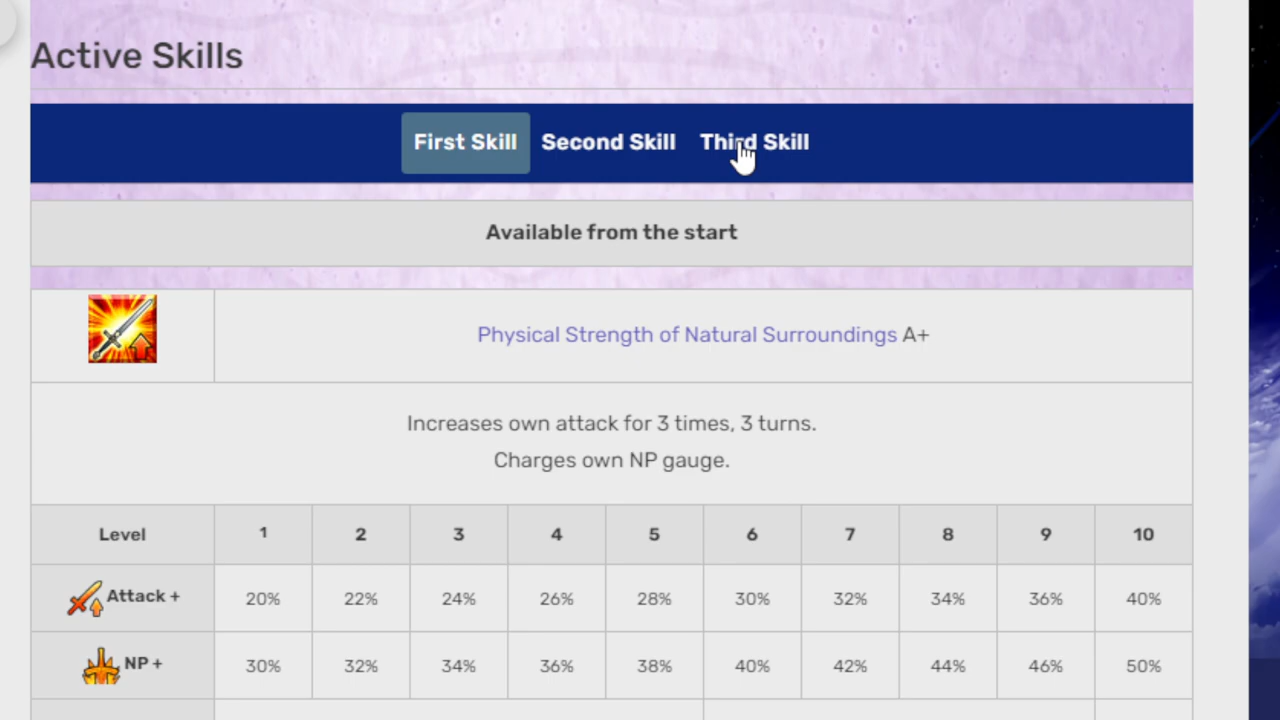 Active Skills
First Skill Second Skill Third Skill
Available from the start
Physical Strength of Natural Surroundings A+
Increases own attack for 3 times, 3 turns.
Charges own NP gauge.
Level 1 2 3 4 5 6 7 8 9 10
Attack + 20% 22% 24% 26% 28% 30% 32% 34% 36% 40%
NP + 30% 32% 34% 36% 38% 40% 42% 44% 46% 50%